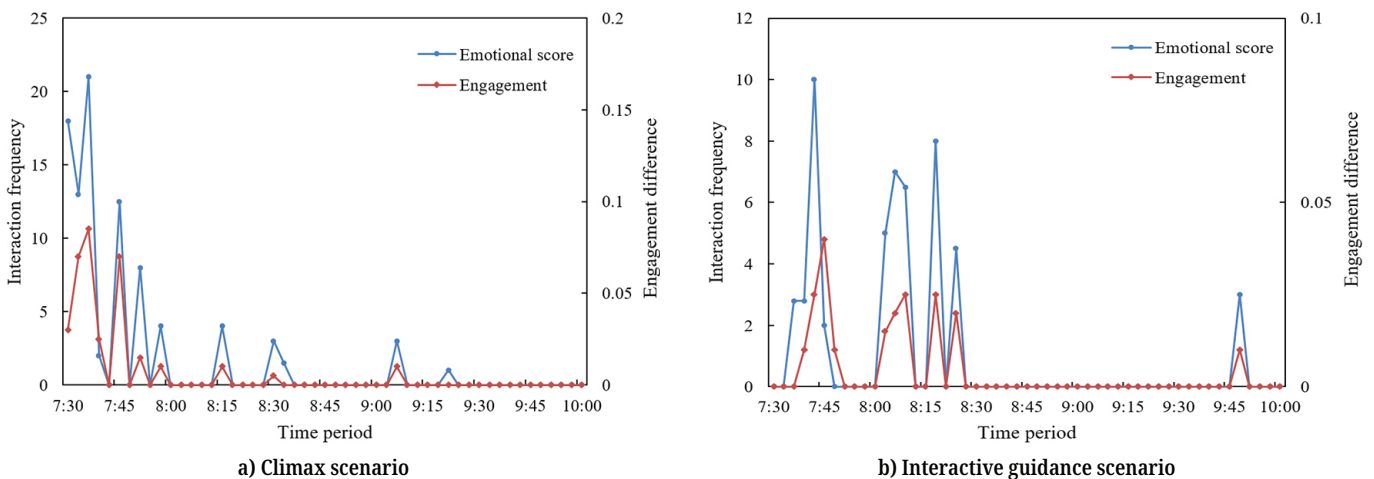 25
20
15
10
5
0
Interaction frequency
0.2
0.15
0.1
0.05
0
Engagement difference
Emotional score
Engagement
7:30 7:45 8:00 8:15 8:30 8:45 9:00 9:15 9:30 9:45 10:00
Time period
a) Climax scenario
12
10
8
6
4
2
0
Interaction frequency
0.1
0.05
0
Engagement difference
Emotional score
Engagement
7:30 7:45 8:00 8:15 8:30 8:45 9:00 9:15 9:30 9:45 10:00
Time period
b) Interactive guidance scenario